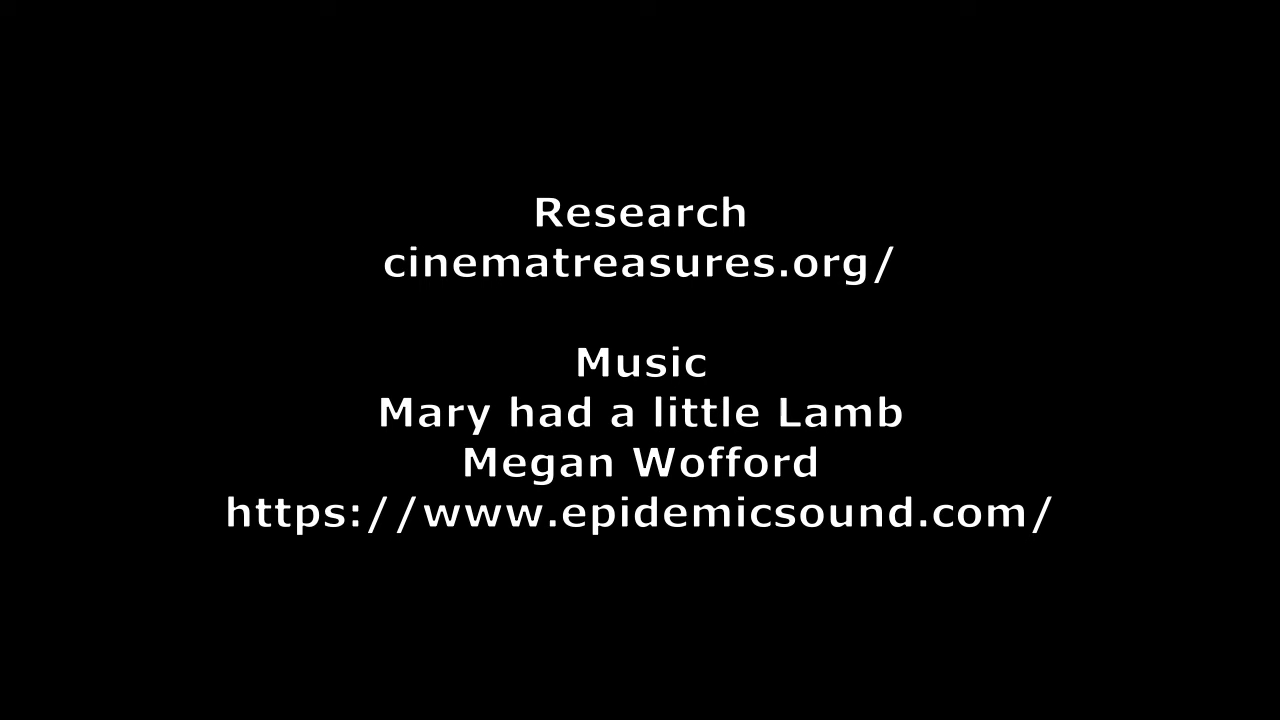 Research
cinematreasures.org/
Music
Mary had a little Lamb
Megan Wofford
https://www.epidemicsound.com/